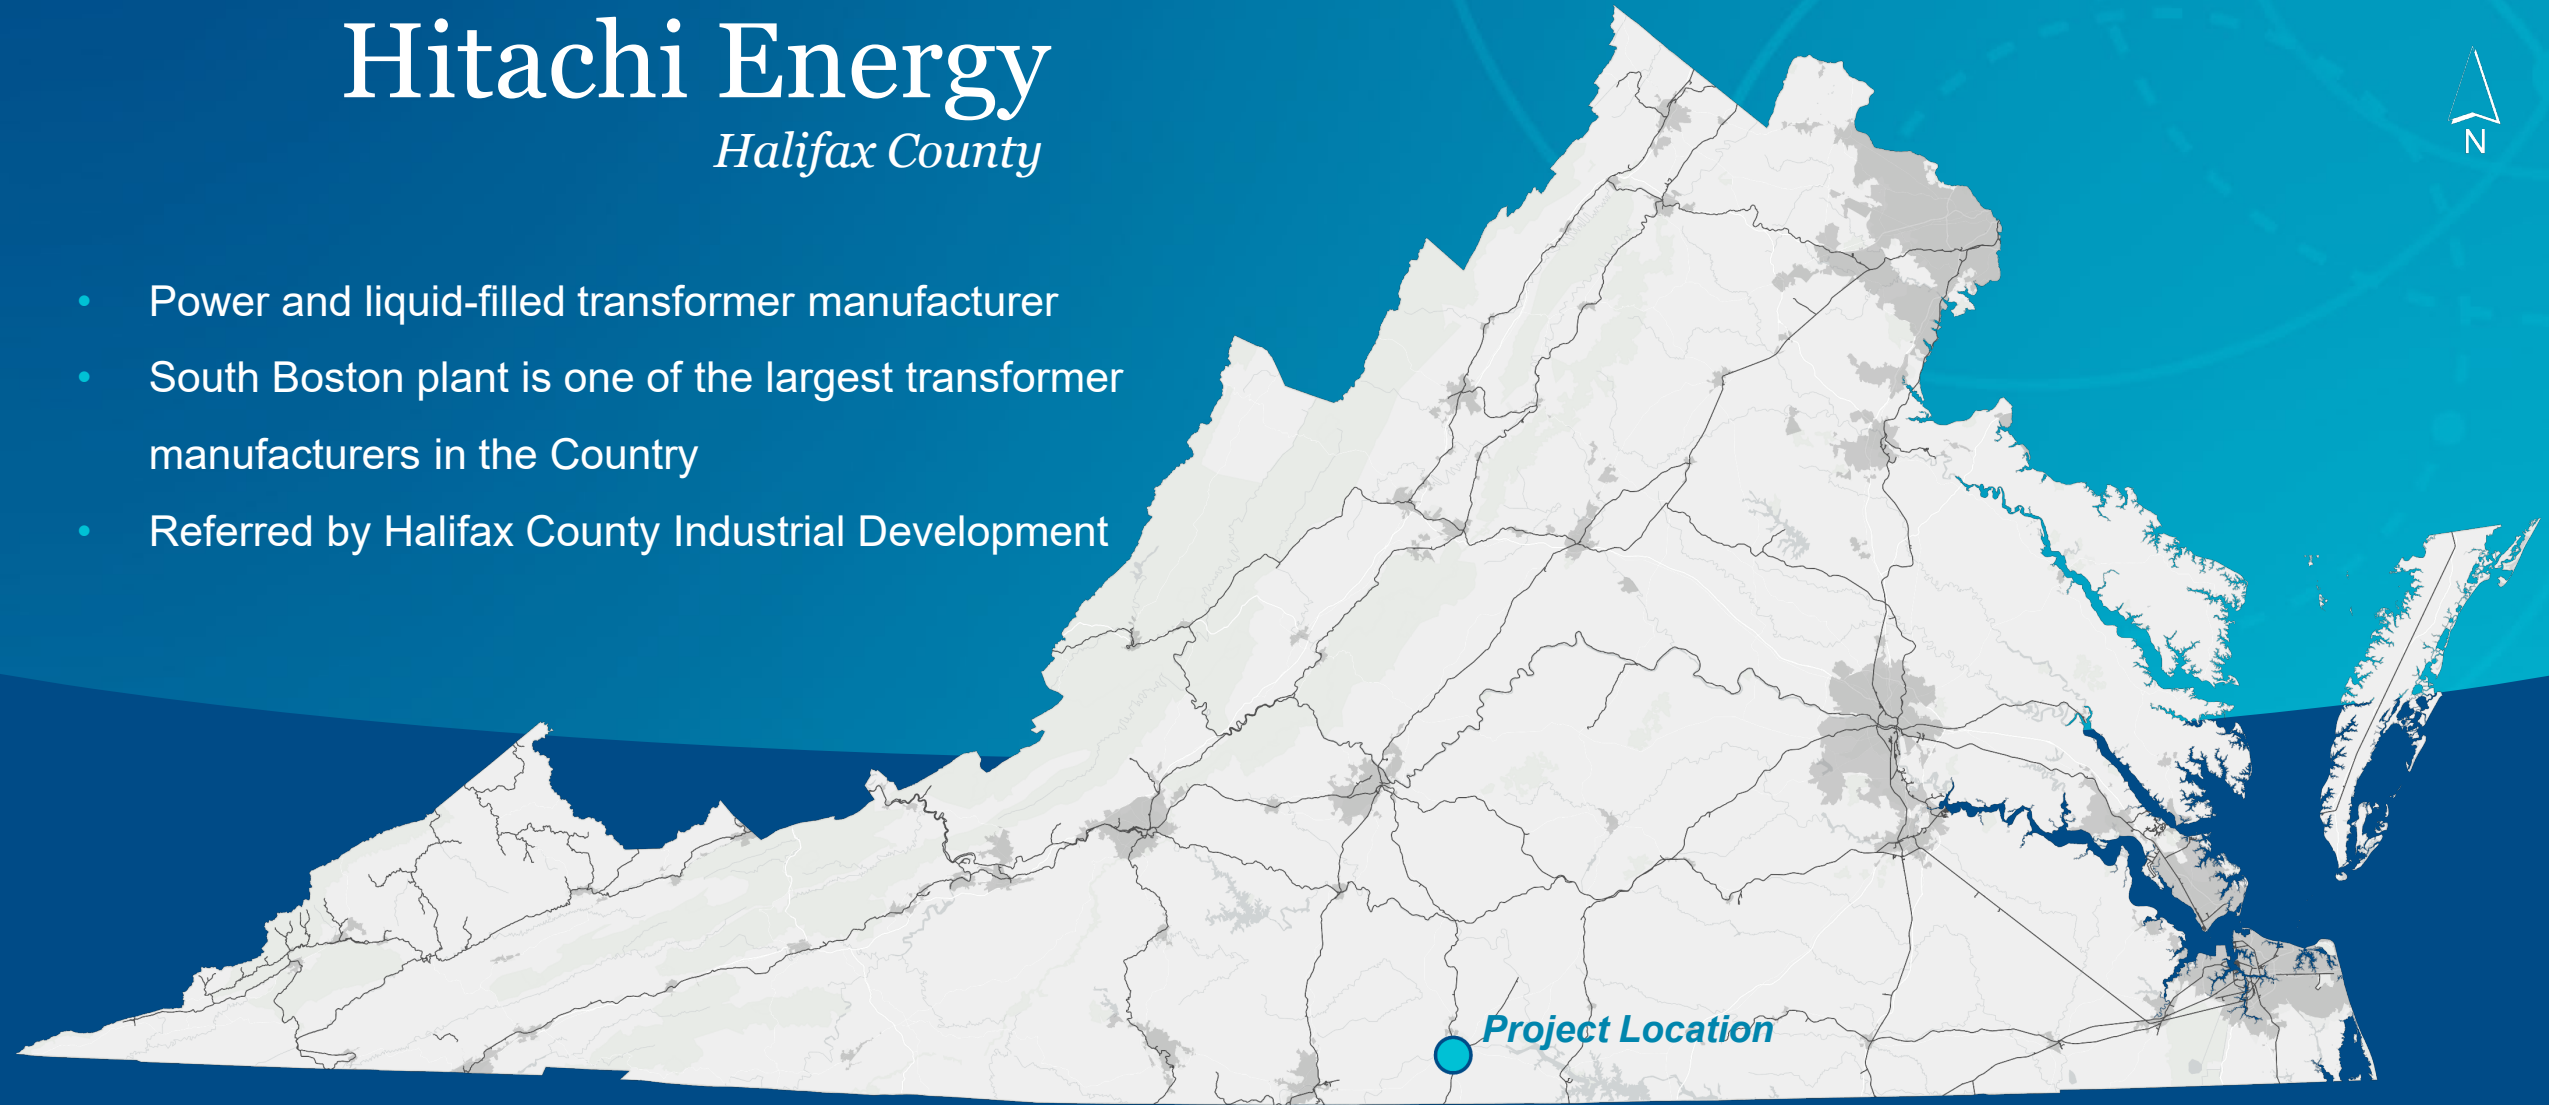 Hitachi Energy
Halifax County
N
• Power and liquid-filled transformer manufacturer
• South Boston plant is one of the largest transformer
manufacturers in the Country
• Referred by Halifax County Industrial Development
Project Location